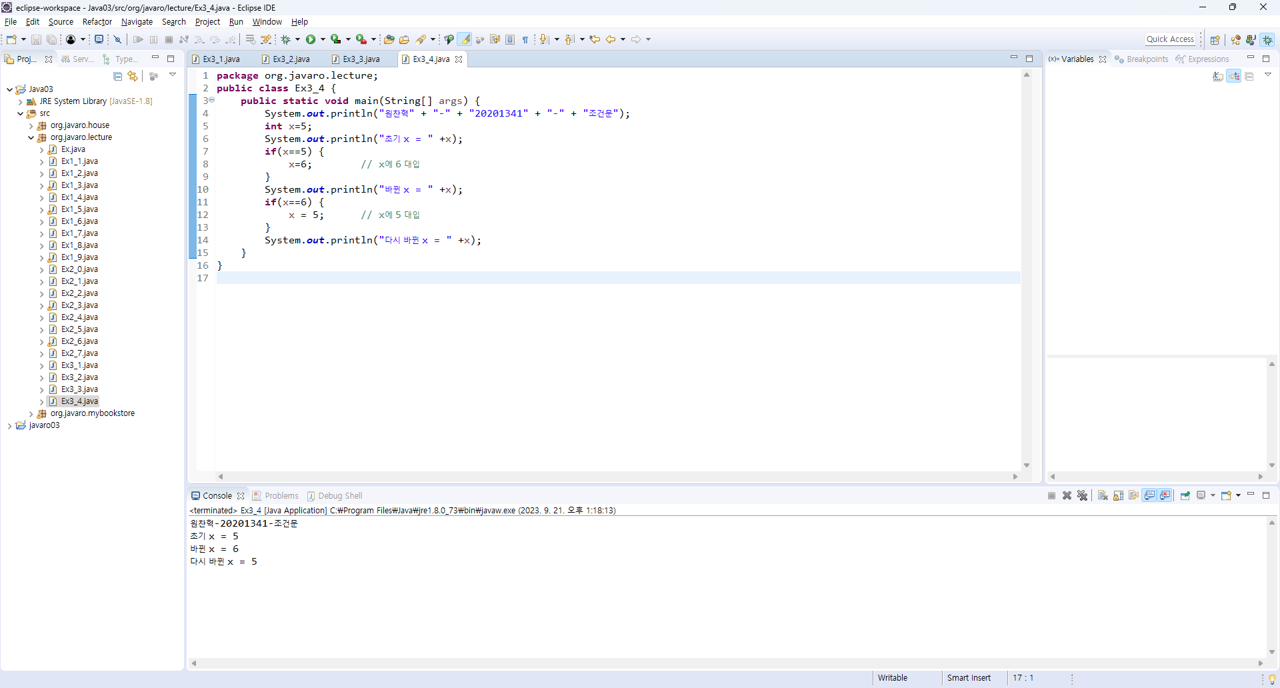 eclipse-workspace - Java03/src/org/javaro/lecture/Ex3_4.java - Eclipse IDE
File Edit Source Refactor Navigate Search Project Run Window Help
Quick Access
Proj... Serv... Type...
Java03
JRE System Library [JavaSE-1.8]
src
org.javaro.house
org.javaro.lecture
Ex.java
Ex1_1.java
Ex1_2.java
Ex1_3.java
Ex1_4.java
Ex1_5.java
Ex1_6.java
Ex1_7.java
Ex1_8.java
Ex1_9.java
Ex2_0.java
Ex2_1.java
Ex2_2.java
Ex2_3.java
Ex2_4.java
Ex2_5.java
Ex2_6.java
Ex2_7.java
Ex3_1.java
Ex3_2.java
Ex3_3.java
Ex3_4.java
org.javaro.mybookstore
javaro03
Ex3_1.java Ex3_2.java Ex3_3.java Ex3_4.java
1 package org.javaro.lecture;
2 public class Ex3_4 {
3 public static void main(String[] args) {
4 System.out.println("원찬혁" + "-" + "20201341" + "-" + "조건문");
5 int x=5;
6 System.out.println("초기 x = " +x);
7 if(x==5) {
8 x=6; // x에 6 대입
9 }
10 System.out.println("바뀐 x = " +x);
11 if(x==6) {
12 x = 5; // x에 5 대입
13 }
14 System.out.println("다시 바뀐 x = " +x);
15 }
16 }
17
(x)= Variables Breakpoints Expressions
Console Problems Debug Shell
<terminated> Ex3_4 [Java Application] C:₩Program Files₩Java₩jre1.8.0_73₩bin₩javaw.exe (2023. 9. 21. 오후 1:18:13)
원찬혁-20201341-조건문
초기 x = 5
바뀐 x = 6
다시 바뀐 x = 5
Writable Smart Insert 17 : 1